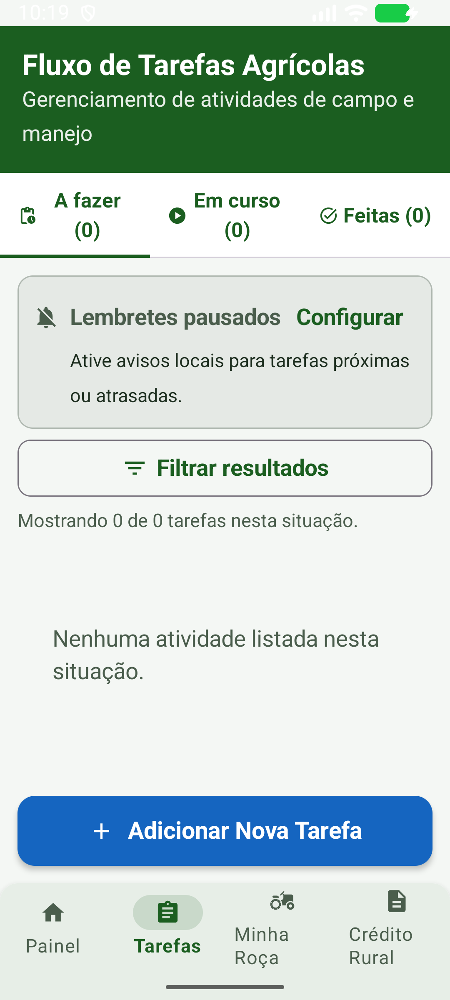 10:19
Fluxo de Tarefas Agrícolas
Gerenciamento de atividades de campo e
manejo
A fazer
(0)
Em curso
(0)
Feitas (0)
Lembretes pausados
Configurar
Ative avisos locais para tarefas próximas
ou atrasadas.
Filtrar resultados
Mostrando 0 de 0 tarefas nesta situação.
Nenhuma atividade listada nesta
situação.
+ Adicionar Nova Tarefa
Painel
Tarefas
Minha
Roça
Crédito
Rural